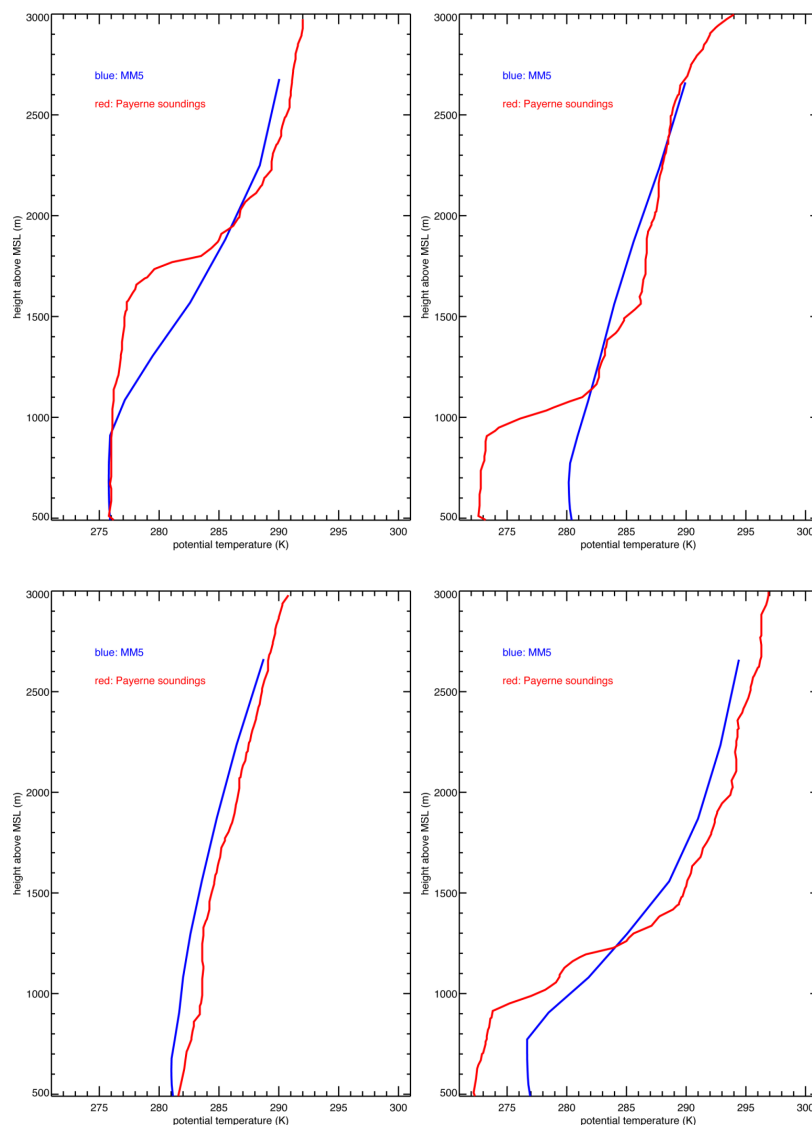 3000
blue: MM5
red: Payerne soundings
2500
2000
1500
1000
500
height above MSL (m)
275 280 285 290 295 300
potential temperature (K)
3000
blue: MM5
red: Payerne soundings
2500
2000
1500
1000
500
height above MSL (m)
275 280 285 290 295 300
potential temperature (K)
3000
blue: MM5
red: Payerne soundings
2500
2000
1500
1000
500
height above MSL (m)
275 280 285 290 295 300
potential temperature (K)
3000
blue: MM5
red: Payerne soundings
2500
2000
1500
1000
500
height above MSL (m)
275 280 285 290 295 300
potential temperature (K)